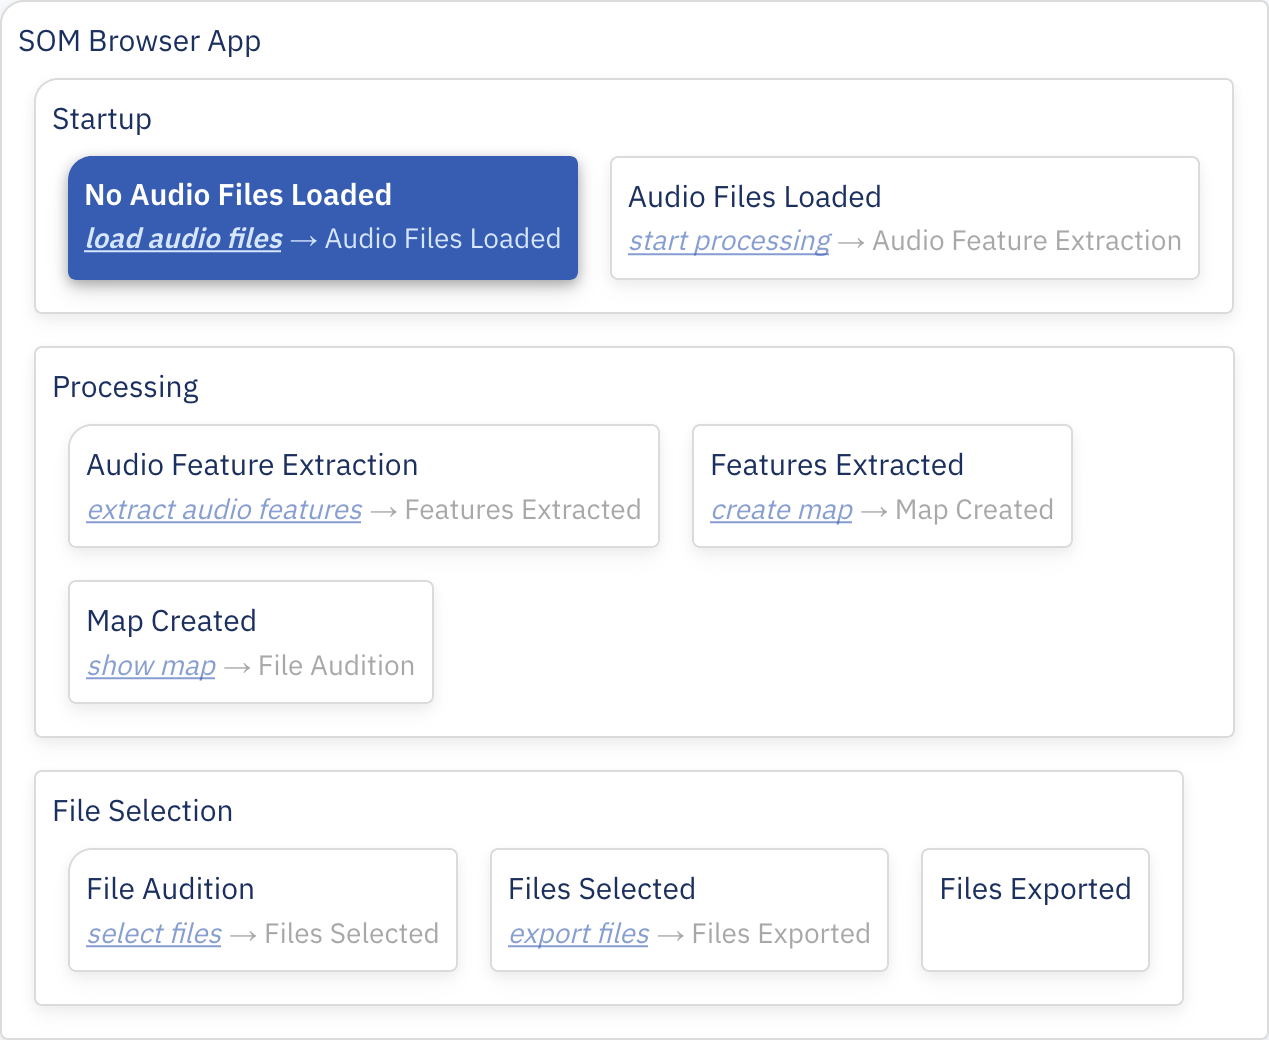 SOM Browser App
Startup
No Audio Files Loaded
load audio files → Audio Files Loaded
Audio Files Loaded
start processing → Audio Feature Extraction
Processing
Audio Feature Extraction
extract audio features → Features Extracted
Features Extracted
create map → Map Created
Map Created
show map → File Audition
File Selection
File Audition
select files → Files Selected
Files Selected
export files → Files Exported
Files Exported